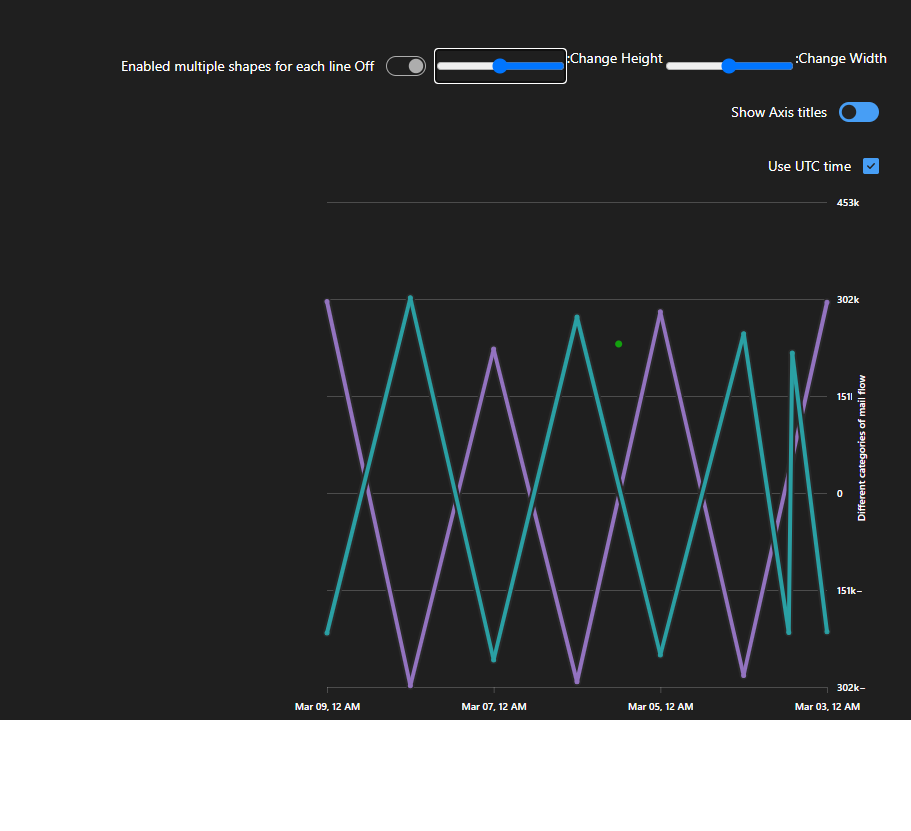 Enabled multiple shapes for each line Off
:Change Height
:Change Width
Show Axis titles
Use UTC time
453k
302k
0
151k−
302k−
Different categories of mail flow
Mar 09, 12 AM
Mar 07, 12 AM
Mar 05, 12 AM
Mar 03, 12 AM